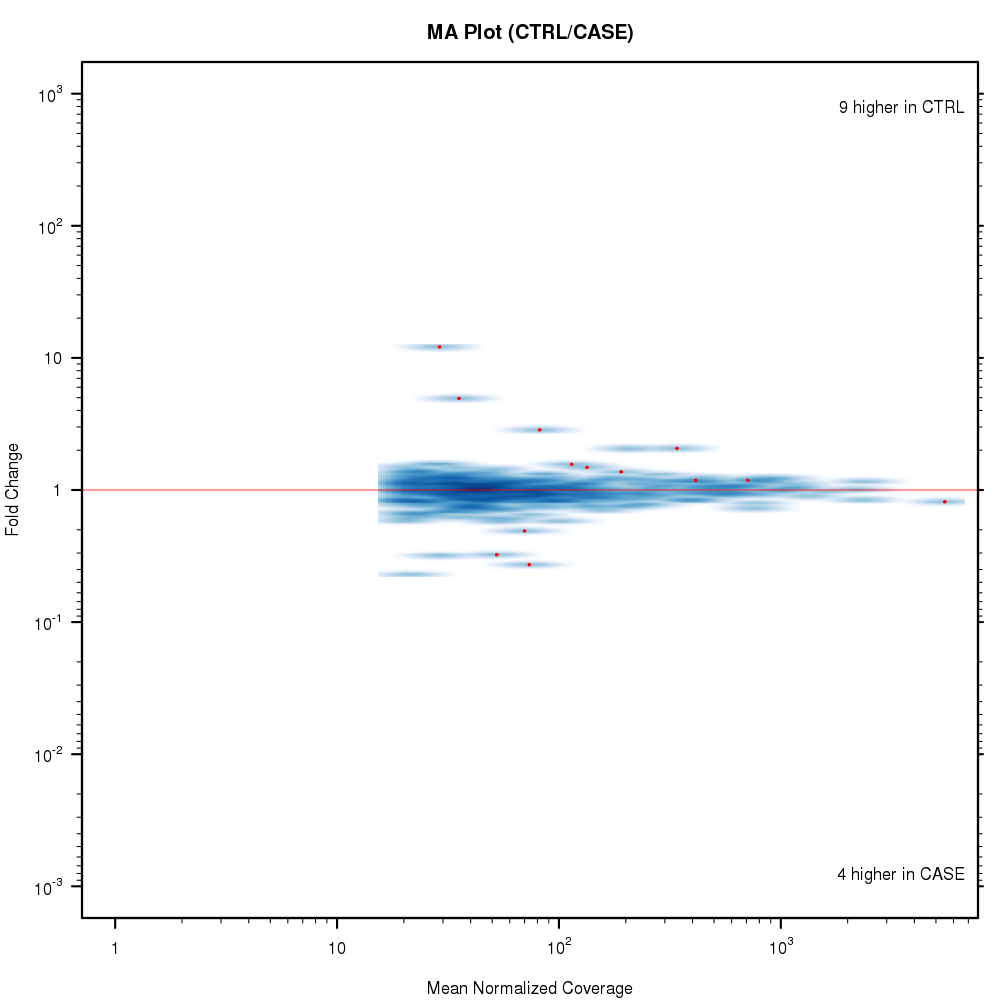 MA Plot (CTRL/CASE)
9 higher in CTRL
4 higher in CASE
10³
10²
10
1
10⁻¹
10⁻²
10⁻³
Fold Change
1
10
10²
10³
Mean Normalized Coverage